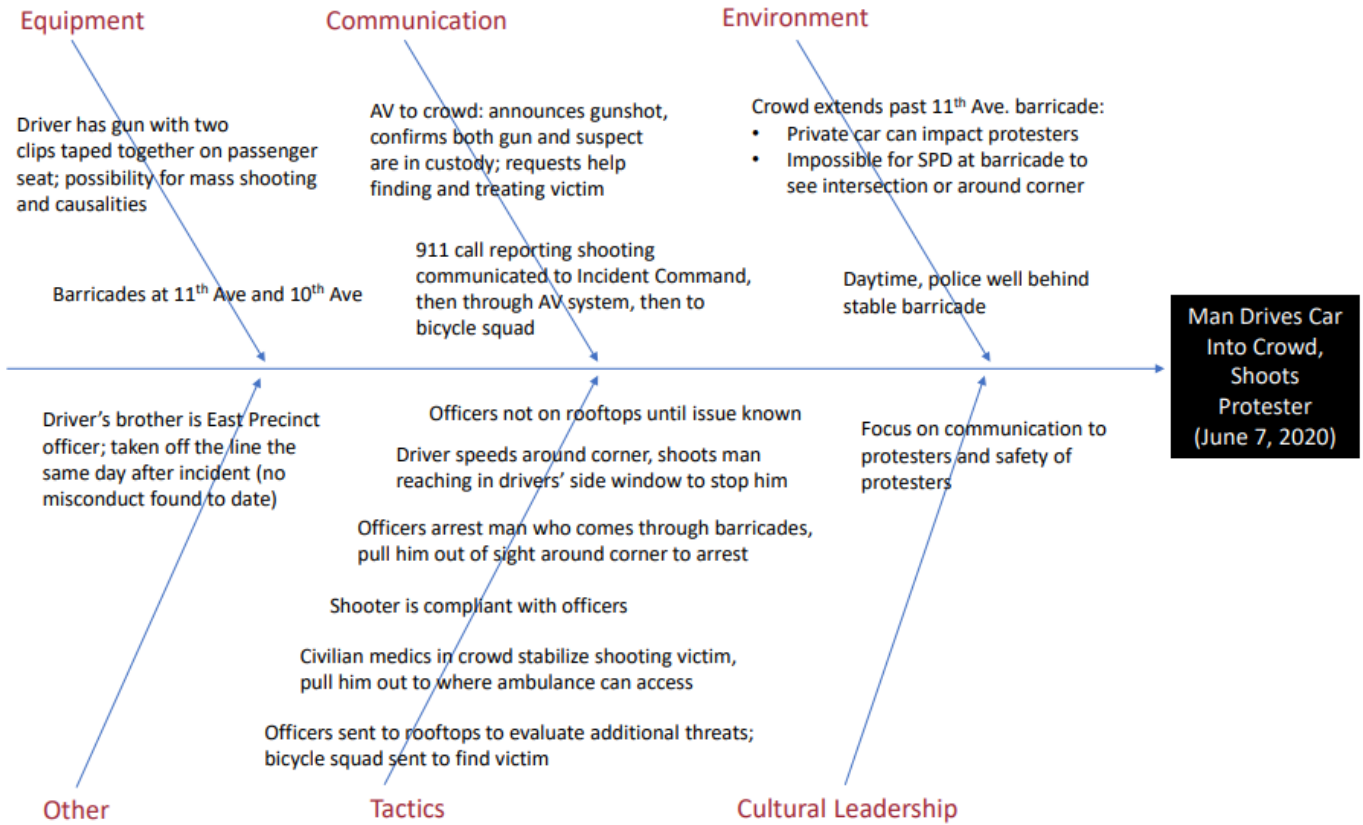 Equipment
Communication
Environment
Driver has gun with two
clips taped together on passenger
seat; possibility for mass shooting
and causalities
Barricades at 11th Ave and 10th Ave
AV to crowd: announces gunshot,
confirms both gun and suspect
are in custody; requests help
finding and treating victim
911 call reporting shooting
communicated to Incident Command,
then through AV system, then to
bicycle squad
Crowd extends past 11th Ave. barricade:
• Private car can impact protesters
• Impossible for SPD at barricade to
see intersection or around corner
Daytime, police well behind
stable barricade
Man Drives Car
Into Crowd,
Shoots
Protester
(June 7, 2020)
Driver's brother is East Precinct
officer; taken off the line the
same day after incident (no
misconduct found to date)
Officers not on rooftops until issue known
Driver speeds around corner, shoots man
reaching in drivers' side window to stop him
Officers arrest man who comes through barricades,
pull him out of sight around corner to arrest
Shooter is compliant with officers
Civilian medics in crowd stabilize shooting victim,
pull him out to where ambulance can access
Officers sent to rooftops to evaluate additional threats;
bicycle squad sent to find victim
Focus on communication to
protesters and safety of
protesters
Other
Tactics
Cultural Leadership